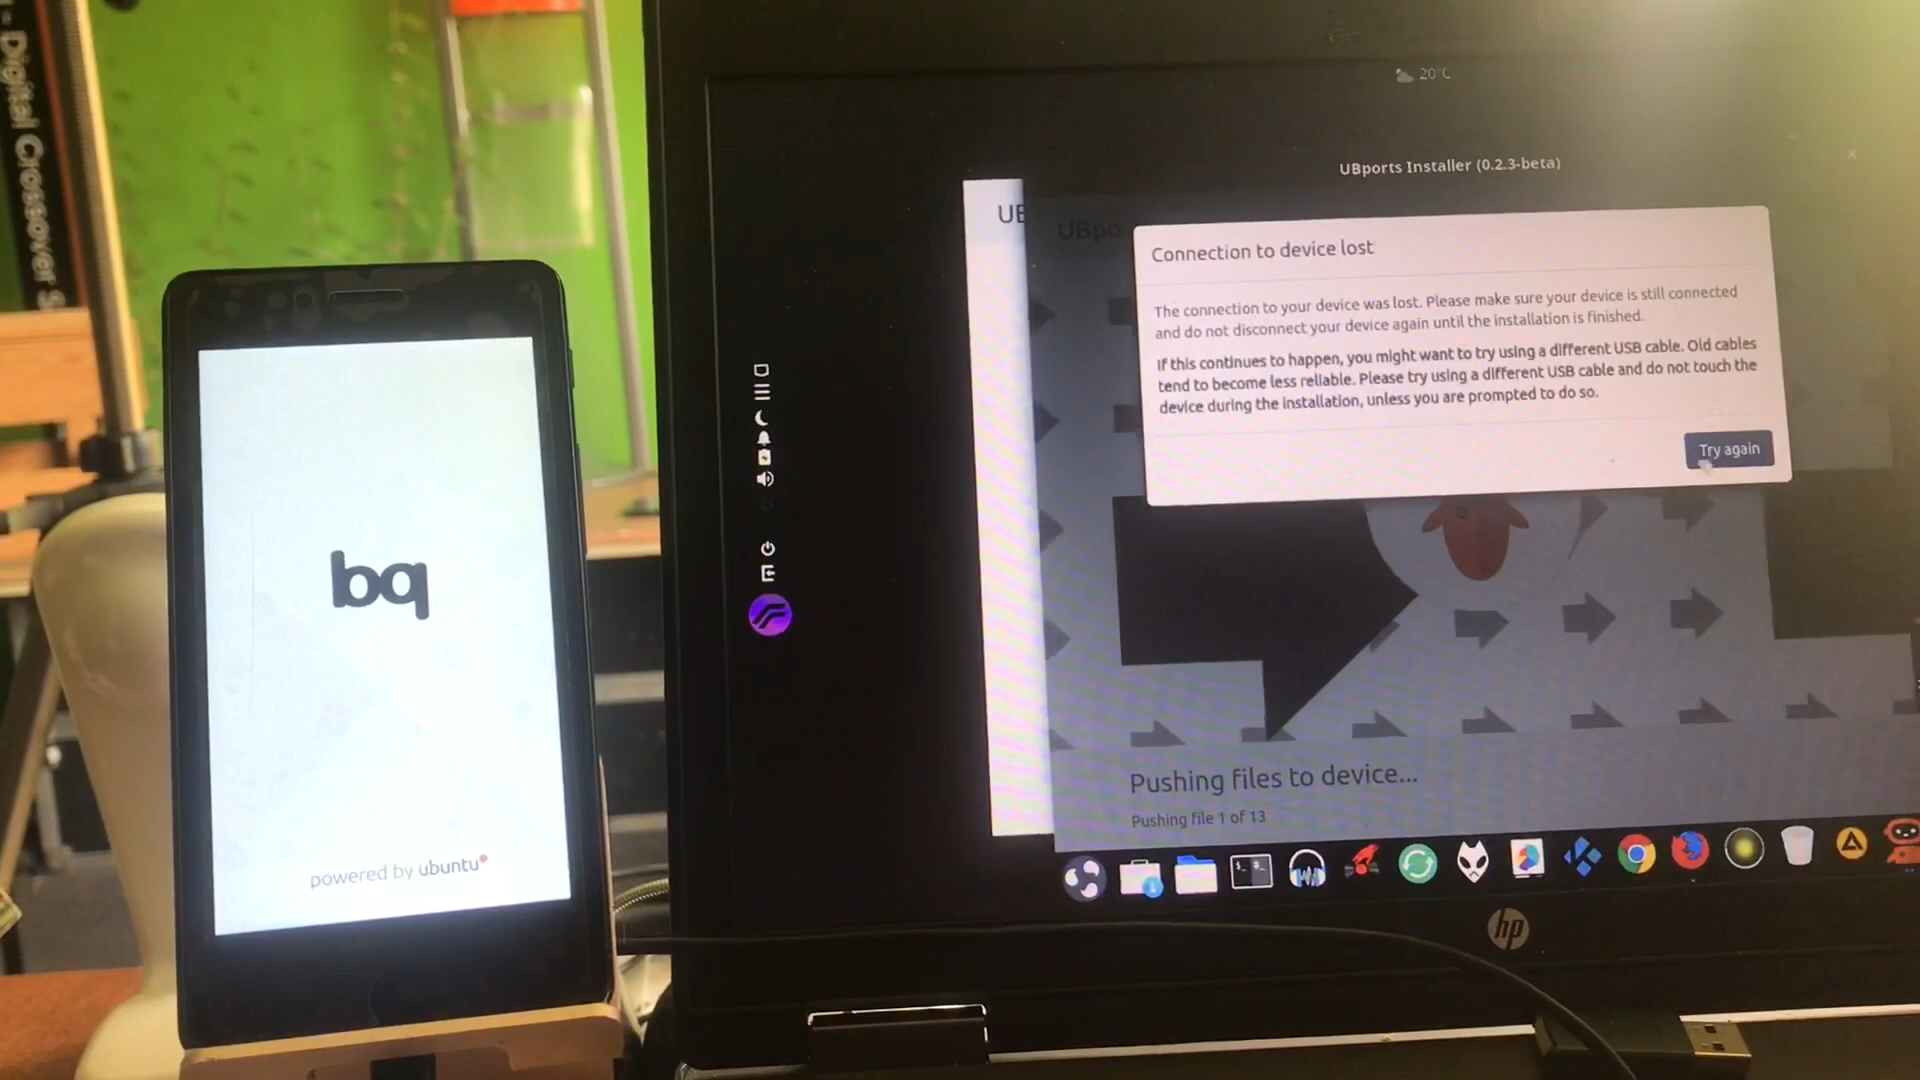 Digital Crossover S
bq
powered by ubuntu
20°C
UBports Installer (0.2.3-beta)
UB
UBpo
Connection to device lost
The connection to your device was lost. Please make sure your device is still connected
and do not disconnect your device again until the installation is finished.
If this continues to happen, you might want to try using a different USB cable. Old cables
tend to become less reliable. Please try using a different USB cable and do not touch the
device during the installation, unless you are prompted to do so.
Try again
Pushing files to device...
Pushing file 1 of 13
hp